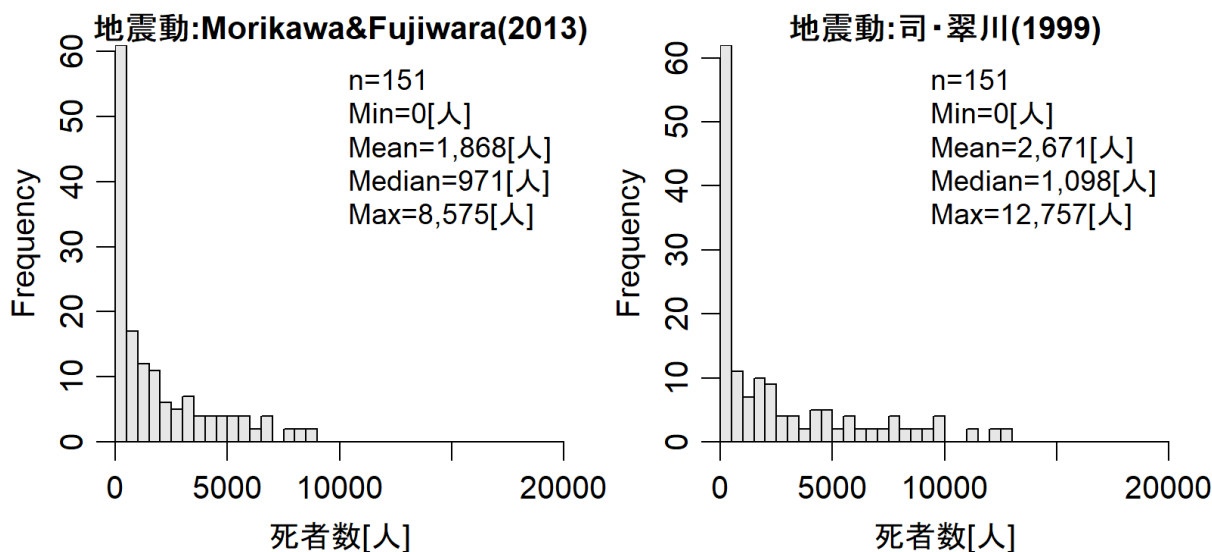 地震動:Morikawa&Fujiwara(2013)
n=151
Min=0[人]
Mean=1,868[人]
Median=971[人]
Max=8,575[人]
Frequency
60
50
40
30
20
10
0
0 5000 10000 20000
死者数[人]
地震動:司・翠川(1999)
n=151
Min=0[人]
Mean=2,671[人]
Median=1,098[人]
Max=12,757[人]
Frequency
60
50
40
30
20
10
0
0 5000 10000 20000
死者数[人]